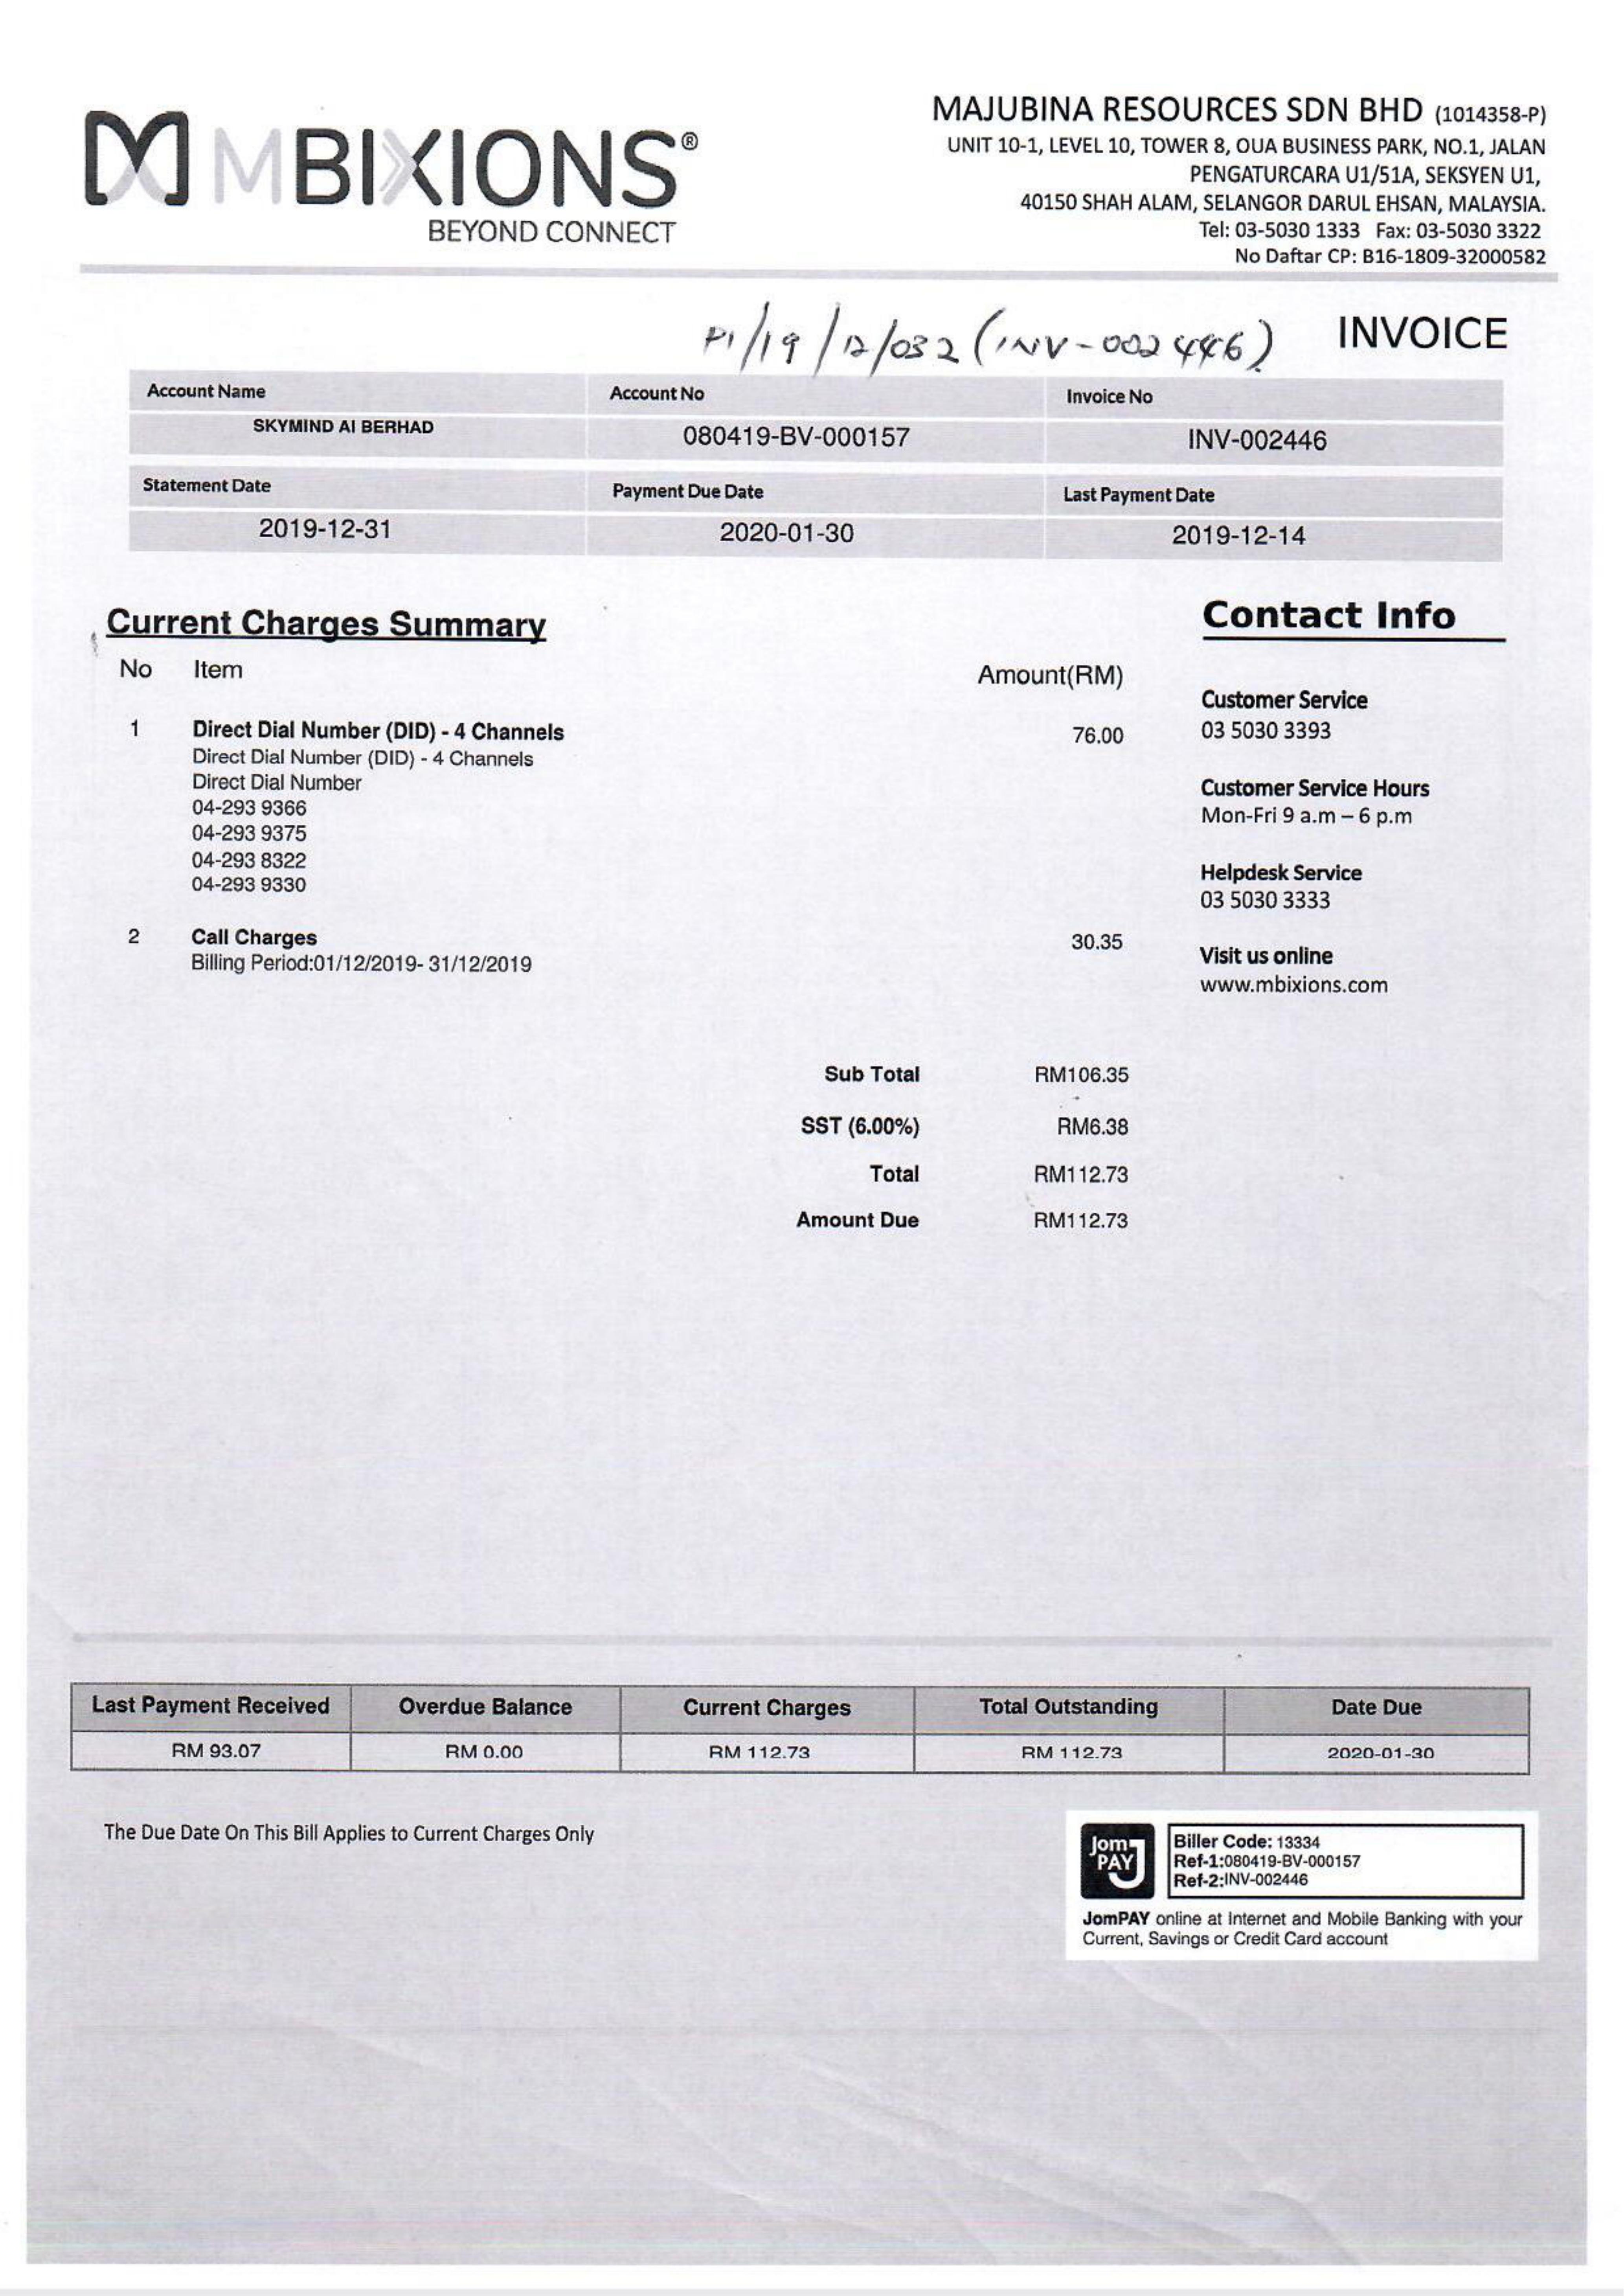 MBIXIONS®
BEYOND CONNECT
MAJUBINA RESOURCES SDN BHD (1014358-P)
UNIT 10-1, LEVEL 10, TOWER 8, OUA BUSINESS PARK, NO.1, JALAN
PENGATURCARA U1/51A, SEKSYEN U1,
40150 SHAH ALAM, SELANGOR DARUL EHSAN, MALAYSIA.
Tel: 03-5030 1333 Fax: 03-5030 3322
No Daftar CP: B16-1809-32000582
PI/19/12/032 (INV-002446)
INVOICE
Account Name Account No Invoice No
SKYMIND AI BERHAD 080419-BV-000157 INV-002446
Statement Date Payment Due Date Last Payment Date
2019-12-31 2020-01-30 2019-12-14
Current Charges Summary
No Item Amount(RM)
1 Direct Dial Number (DID) - 4 Channels 76.00
Direct Dial Number (DID) - 4 Channels
Direct Dial Number
04-293 9366
04-293 9375
04-293 8322
04-293 9330
2 Call Charges 30.35
Billing Period:01/12/2019- 31/12/2019
Sub Total RM106.35
SST (6.00%) RM6.38
Total RM112.73
Amount Due RM112.73
Contact Info
Customer Service
03 5030 3393
Customer Service Hours
Mon-Fri 9 a.m – 6 p.m
Helpdesk Service
03 5030 3333
Visit us online
www.mbixions.com
Last Payment Received Overdue Balance Current Charges Total Outstanding Date Due
RM 93.07 RM 0.00 RM 112.73 RM 112.73 2020-01-30
The Due Date On This Bill Applies to Current Charges Only
Jom
PAY
Biller Code: 13334
Ref-1:080419-BV-000157
Ref-2:INV-002446
JomPAY online at Internet and Mobile Banking with your
Current, Savings or Credit Card account